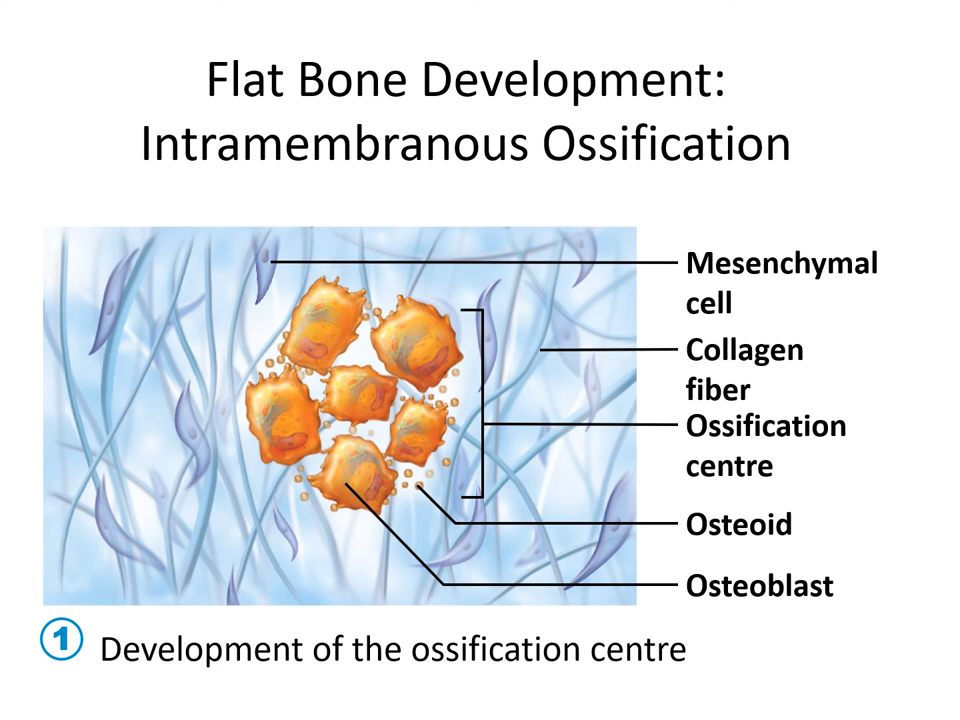 Flat Bone Development:
Intramembranous Ossification
Mesenchymal
cell
Collagen
fiber
Ossification
centre
Osteoid
Osteoblast
1 Development of the ossification centre